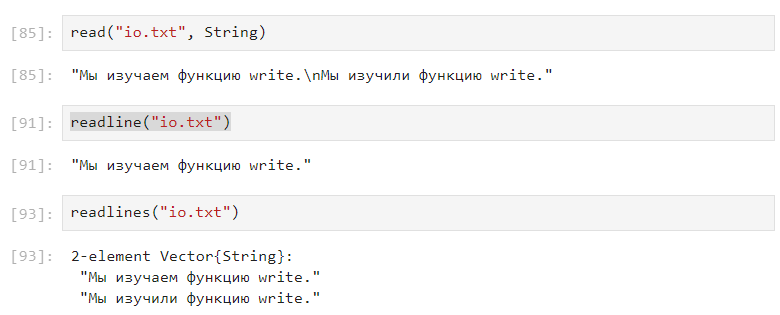 [85]: read("io.txt", String)
[85]: "Мы изучаем функцию write.\nМы изучили функцию write."
[91]: readline("io.txt")
[91]: "Мы изучаем функцию write."
[93]: readlines("io.txt")
[93]: 2-element Vector{String}:
"Мы изучаем функцию write."
"Мы изучили функцию write."